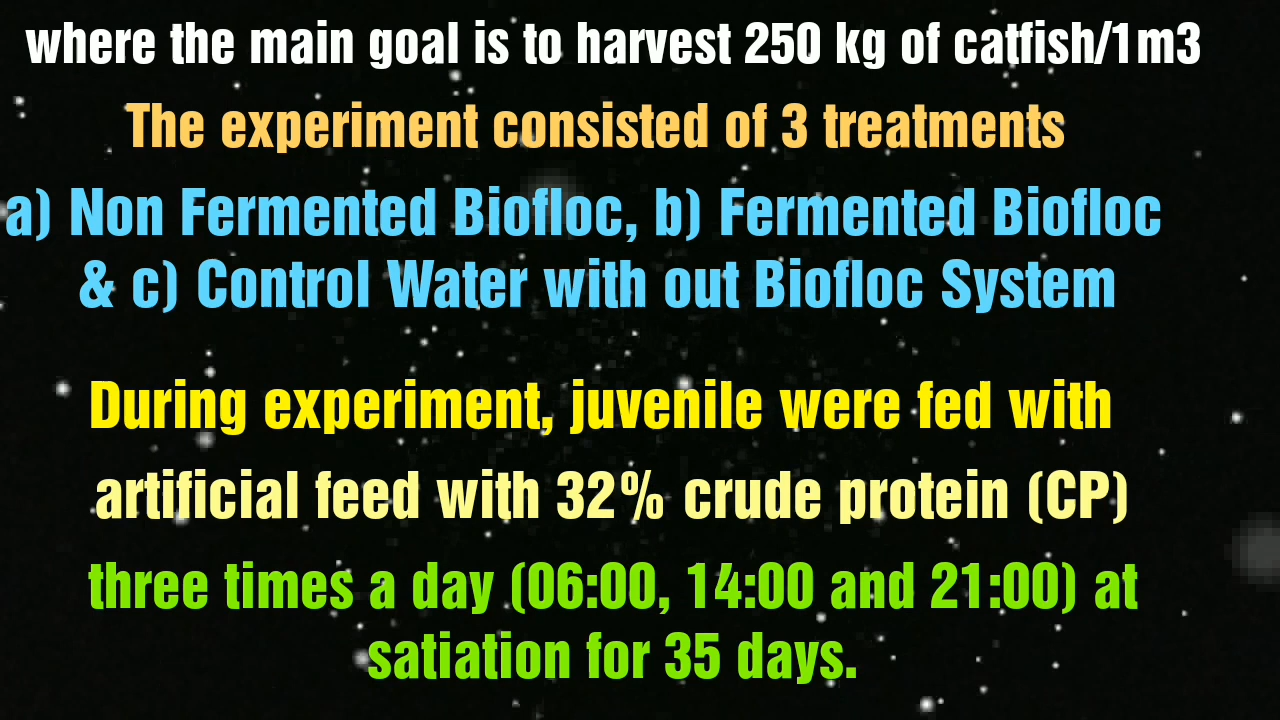 where the main goal is to harvest 250 kg of catfish/1m3
The experiment consisted of 3 treatments
a) Non Fermented Biofloc, b) Fermented Biofloc
& c) Control Water with out Biofloc System
During experiment, juvenile were fed with
artificial feed with 32% crude protein (CP)
three times a day (06:00, 14:00 and 21:00) at
satiation for 35 days.